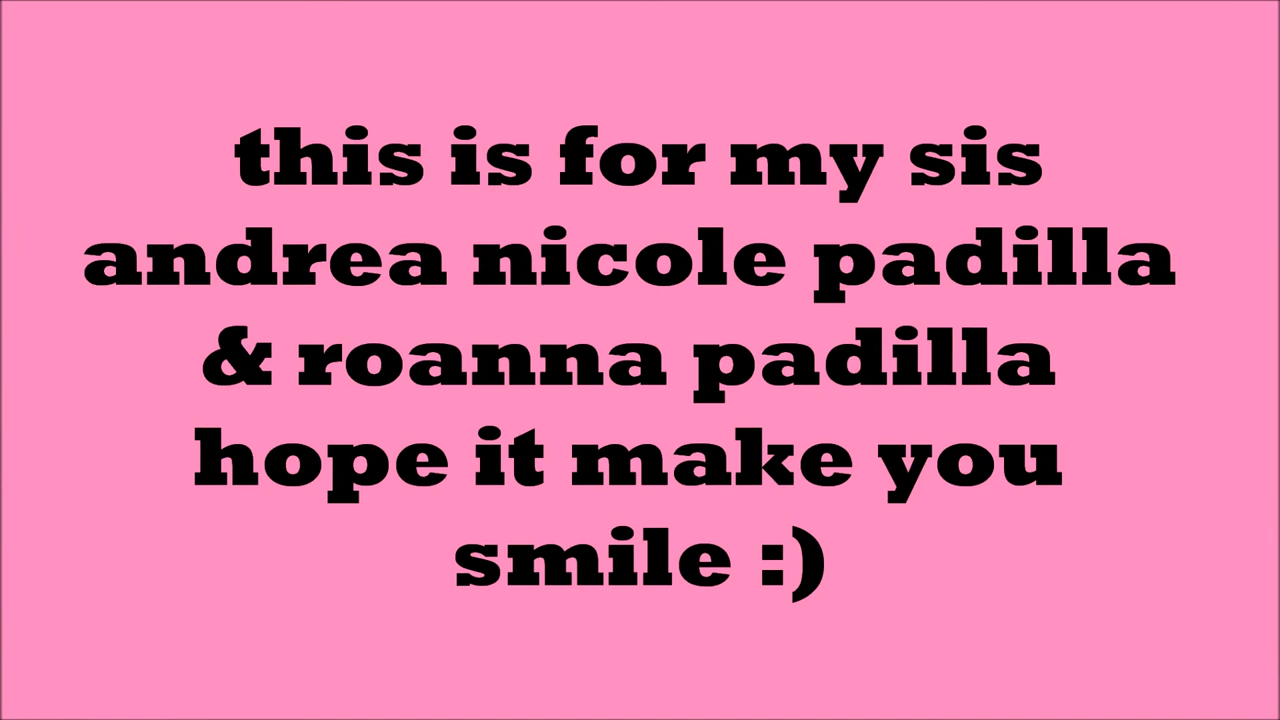 this is for my sis
andrea nicole padilla
& roanna padilla
hope it make you
smile :)